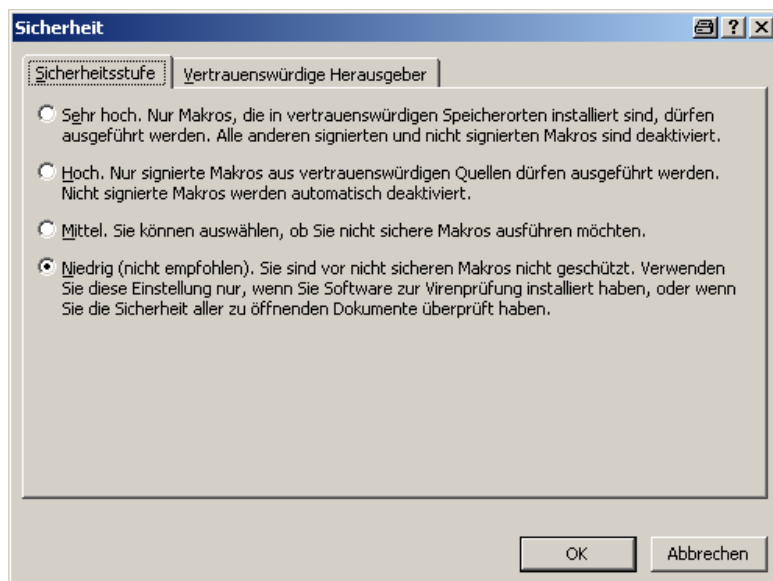 Sicherheit
Sicherheitsstufe
Vertrauenswürdige Herausgeber
Sehr hoch. Nur Makros, die in vertrauenswürdigen Speicherorten installiert sind, dürfen
ausgeführt werden. Alle anderen signierten und nicht signierten Makros sind deaktiviert.
Hoch. Nur signierte Makros aus vertrauenswürdigen Quellen dürfen ausgeführt werden.
Nicht signierte Makros werden automatisch deaktiviert.
Mittel. Sie können auswählen, ob Sie nicht sichere Makros ausführen möchten.
Niedrig (nicht empfohlen). Sie sind vor nicht sicheren Makros nicht geschützt. Verwenden
Sie diese Einstellung nur, wenn Sie Software zur Virenprüfung installiert haben, oder wenn
Sie die Sicherheit aller zu öffnenden Dokumente überprüft haben.
OK
Abbrechen